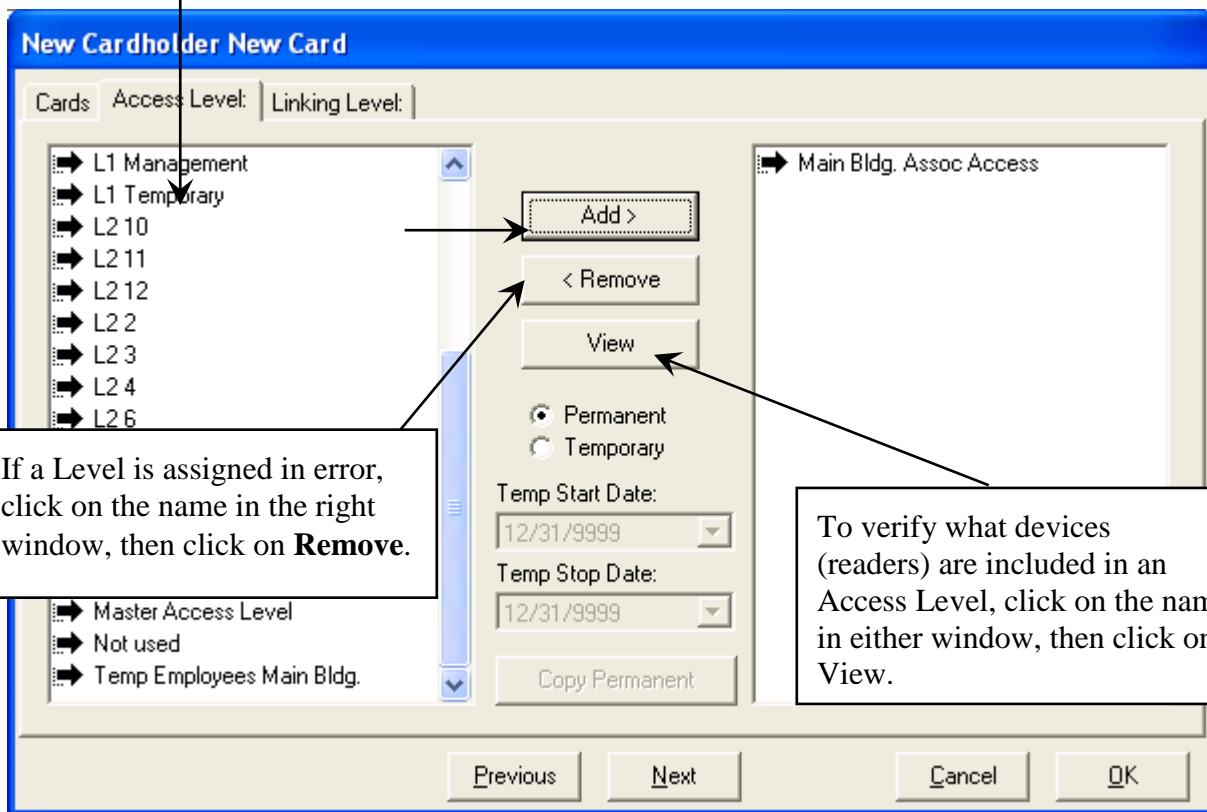 New Cardholder New Card
Cards Access Level: Linking Level:
L1 Management
L1 Temporary
L2 10
L2 11
L2 12
L2 2
L2 3
L2 4
L2 6
If a Level is assigned in error,
click on the name in the right
window, then click on Remove.
Master Access Level
Not used
Temp Employees Main Bldg.
Add >
< Remove
View
Permanent
Temporary
Temp Start Date:
12/31/9999
Temp Stop Date:
12/31/9999
Copy Permanent
Main Bldg. Assoc Access
To verify what devices
(readers) are included in an
Access Level, click on the
in either window, then click
View.
Previous Next Cancel OK